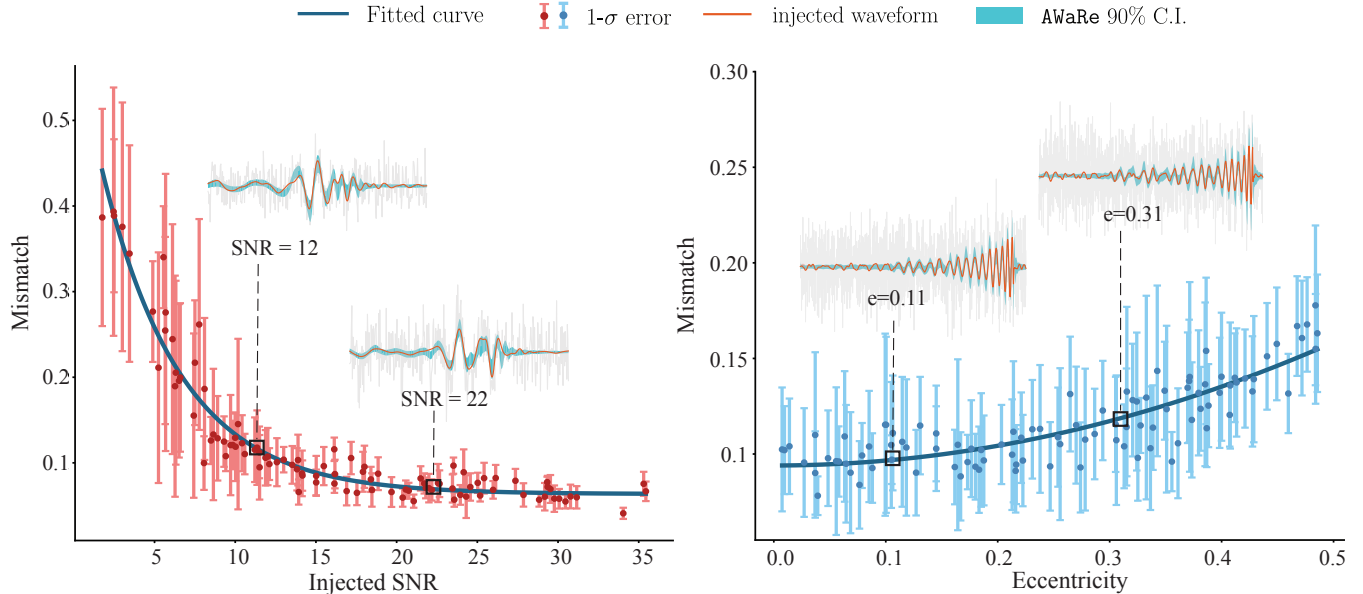 Fitted curve 1-σ error injected waveform AWaRe 90% C.I.
Mismatch
0.5
0.4
0.3
0.2
0.1
SNR = 12
SNR = 22
5 10 15 20 25 30 35
Injected SNR
Mismatch
0.30
0.25
0.20
0.15
0.1
e=0.11
e=0.31
0.0 0.1 0.2 0.3 0.4 0.5
Eccentricity